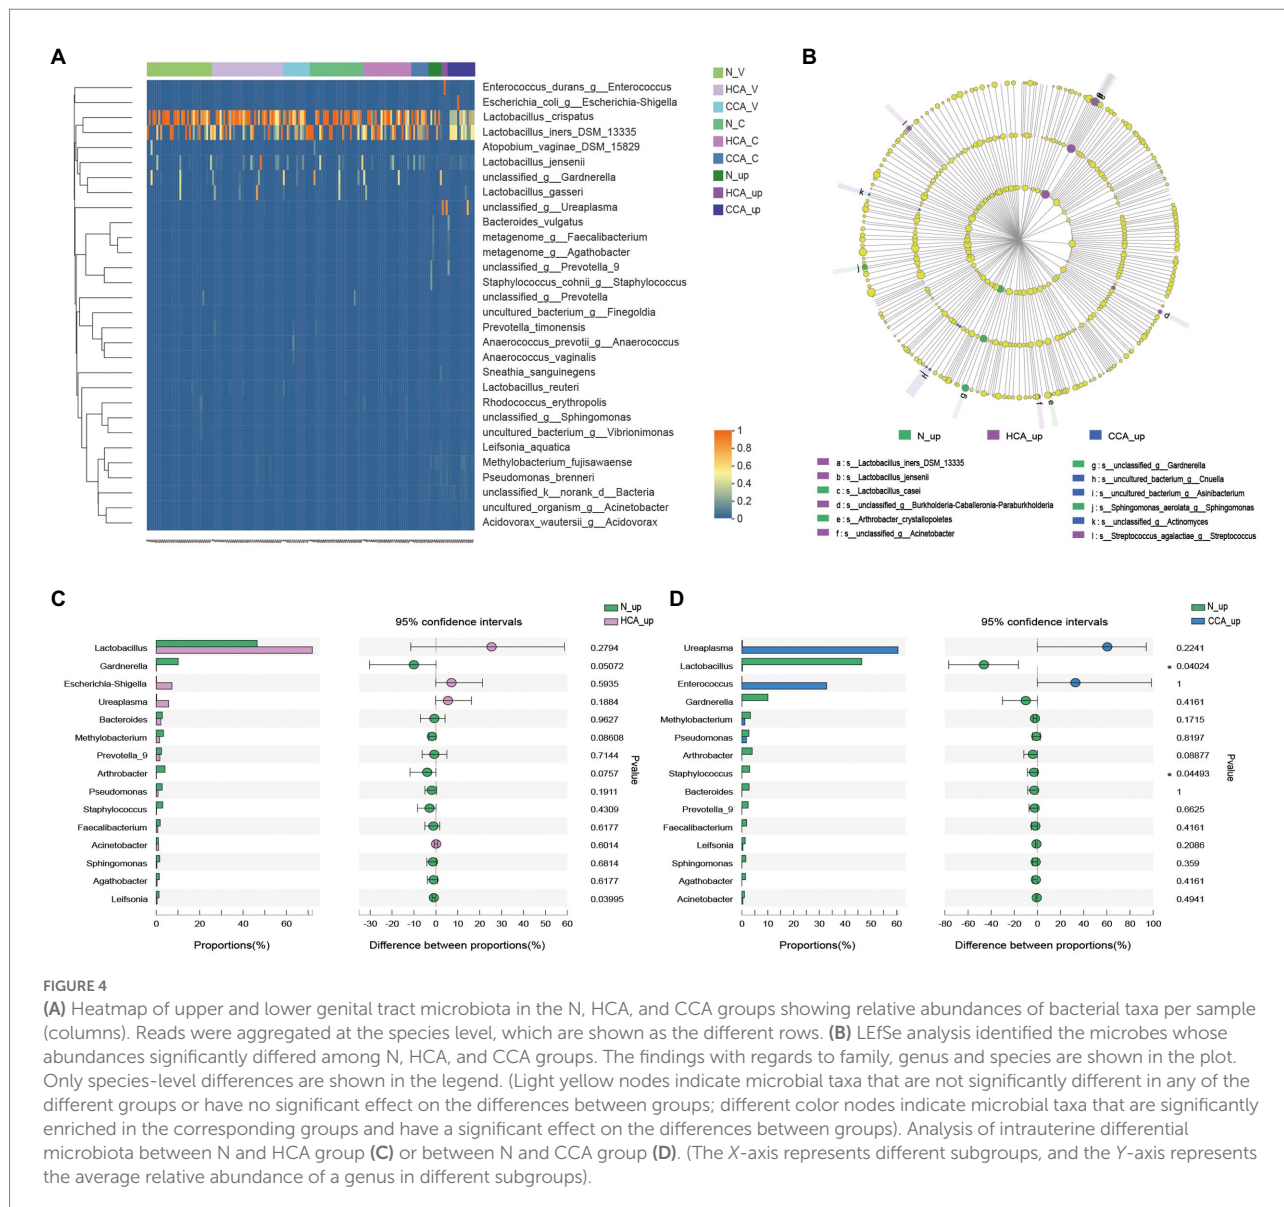 A
N_V
HCA_V
CCA_V
N_C
HCA_C
CCA_C
N_up
HCA_up
CCA_up
Enterococcus_durans_g__Enterococcus
Escherichia_coli_g__Escherichia-Shigella
Lactobacillus_crispatus
Lactobacillus_iners_DSM_13335
Atopobium_vaginae_DSM_15829
Lactobacillus_jensenii
unclassified_g__Gardnerella
Lactobacillus_gasseri
unclassified_g__Ureaplasma
Bacteroides_vulgatus
metagenome_g__Faecalibacterium
metagenome_g__Agathobacter
unclassified_g__Prevotella_9
Staphylococcus_cohnii_g__Staphylococcus
unclassified_g__Prevotella
uncultured_bacterium_g__Finegoldia
Prevotella_timonensis
Anaerococcus_prevotii_g__Anaerococcus
Anaerococcus_vaginalis
Sneathia_sanguinegens
Lactobacillus_reuteri
Rhodococcus_erythropolis
unclassified_g__Sphingomonas
uncultured_bacterium_g__Vibrionimonas
Leifsonia_aquatica
Methylobacterium_fujisawaense
Pseudomonas_brenneri
unclassified_k__norank_d__Bacteria
uncultured_organism_g__Acinetobacter
Acidovorax_wautersii_g__Acidovorax
1
0.8
0.6
0.4
0.2
0
B
l
k
j
d
g
f
e
N_up
HCA_up
CCA_up
a : s__Lactobacillus_iners_DSM_13335
b : s__Lactobacillus_jensenii
c : s__Lactobacillus_casei
d : s__unclassified_g__Burkholderia-Caballeronia-Paraburkholderia
e : s__Arthrobacter_crystallopoietes
f : s__unclassified_g__Acinetobacter
g : s__unclassified_g__Gardnerella
h : s__uncultured_bacterium_g__Cnuella
i : s__uncultured_bacterium_g__Asinibacterium
j : s__Sphingomonas_aerolata_g__Sphingomonas
k : s__unclassified_g__Actinomyces
l : s__Streptococcus_agalactiae_g__Streptococcus
C
N_up
HCA_up
95% confidence intervals
Lactobacillus 0.2794
Gardnerella 0.05072
Escherichia-Shigella 0.5935
Ureaplasma 0.1884
Bacteroides 0.9627
Methylobacterium 0.08608
Prevotella_9 0.7144
Arthrobacter 0.0757
Pseudomonas 0.1911
Staphylococcus 0.4309
Faecalibacterium 0.6177
Acinetobacter 0.6014
Sphingomonas 0.6814
Agathobacter 0.6177
Leifsonia 0.03995
Pvalue
0 20 40 60
-30 -20 -10 0 10 20 30 40 50 60
Proportions(%)
Difference between proportions(%)
D
N_up
CCA_up
95% confidence intervals
Ureaplasma 0.2241
Lactobacillus * 0.04024
Enterococcus 1
Gardnerella 0.4161
Methylobacterium 0.1715
Pseudomonas 0.8197
Arthrobacter 0.08877
Staphylococcus * 0.04493
Bacteroides 1
Prevotella_9 0.6625
Faecalibacterium 0.4161
Leifsonia 0.2086
Sphingomonas 0.359
Agathobacter 0.4161
Acinetobacter 0.4941
Pvalue
0 10 20 30 40 50 60
-80 -60 -40 -20 0 20 40 60 80 100
Proportions(%)
Difference between proportions(%)
FIGURE 4
(A) Heatmap of upper and lower genital tract microbiota in the N, HCA, and CCA groups showing relative abundances of bacterial taxa per sample
(columns). Reads were aggregated at the species level, which are shown as the different rows. (B) LEfSe analysis identified the microbes whose
abundances significantly differed among N, HCA, and CCA groups. The findings with regards to family, genus and species are shown in the plot.
Only species-level differences are shown in the legend. (Light yellow nodes indicate microbial taxa that are not significantly different in any of the
different groups or have no significant effect on the differences between groups; different color nodes indicate microbial taxa that are significantly
enriched in the corresponding groups and have a significant effect on the differences between groups). Analysis of intrauterine differential
microbiota between N and HCA group (C) or between N and CCA group (D). (The X-axis represents different subgroups, and the Y-axis represents
the average relative abundance of a genus in different subgroups).